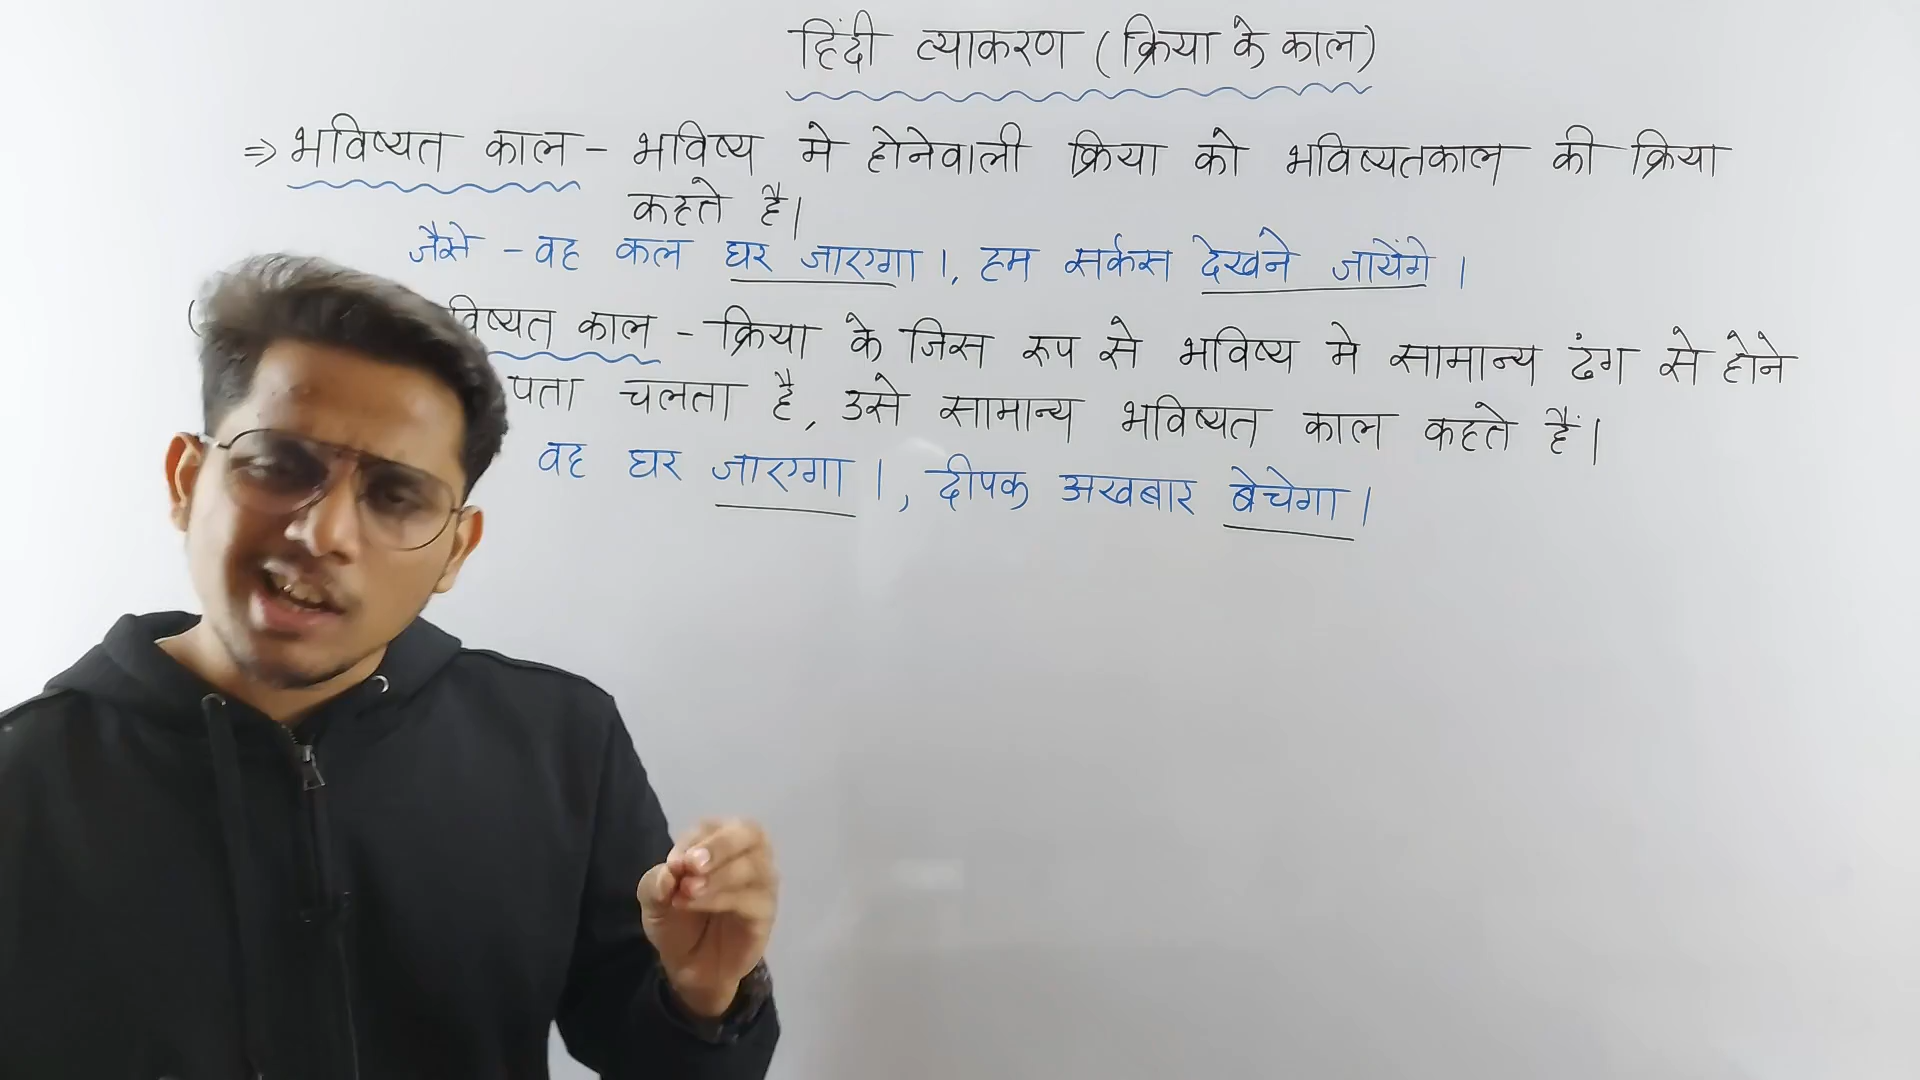 हिंदी व्याकरण (क्रिया के काल)
⇒ भविष्यत काल - भविष्य मे होनेवाली क्रिया को भविष्यतकाल की क्रिया
कहते है।
जैसे - वह कल घर जाएगा।, हम सर्कस देखने जायेंगे।
काल - क्रिया के जिस रूप से भविष्य मे सामान्य ढंग से होने
पता चलता है, उसे सामान्य भविष्यत काल कहते हैं।
वह घर जाएगा।, दीपक अखबार बेचेगा।